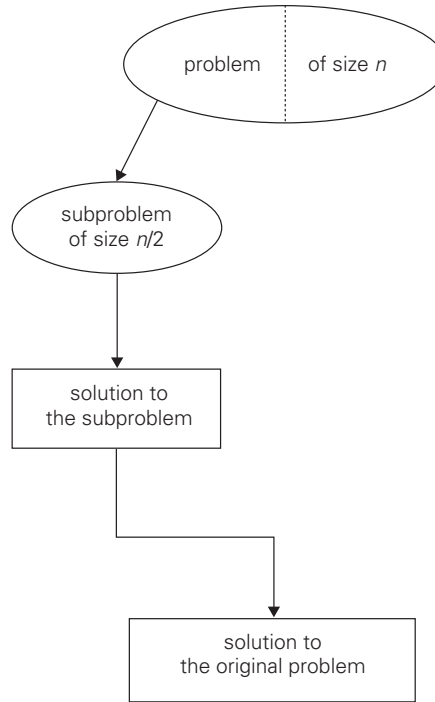 problem of size n
subproblem
of size n/2
solution to
the subproblem
solution to
the original problem